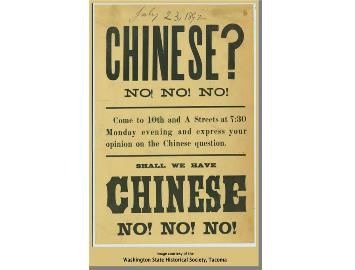 July 23, 1892
CHINESE?
NO! NO! NO!
Come to 10th and A Streets at 7:30
Monday evening and express your
opinion on the Chinese question.
SHALL WE HAVE
CHINESE
NO! NO! NO!
Image courtesy of the
Washington State Historical Society, Tacoma